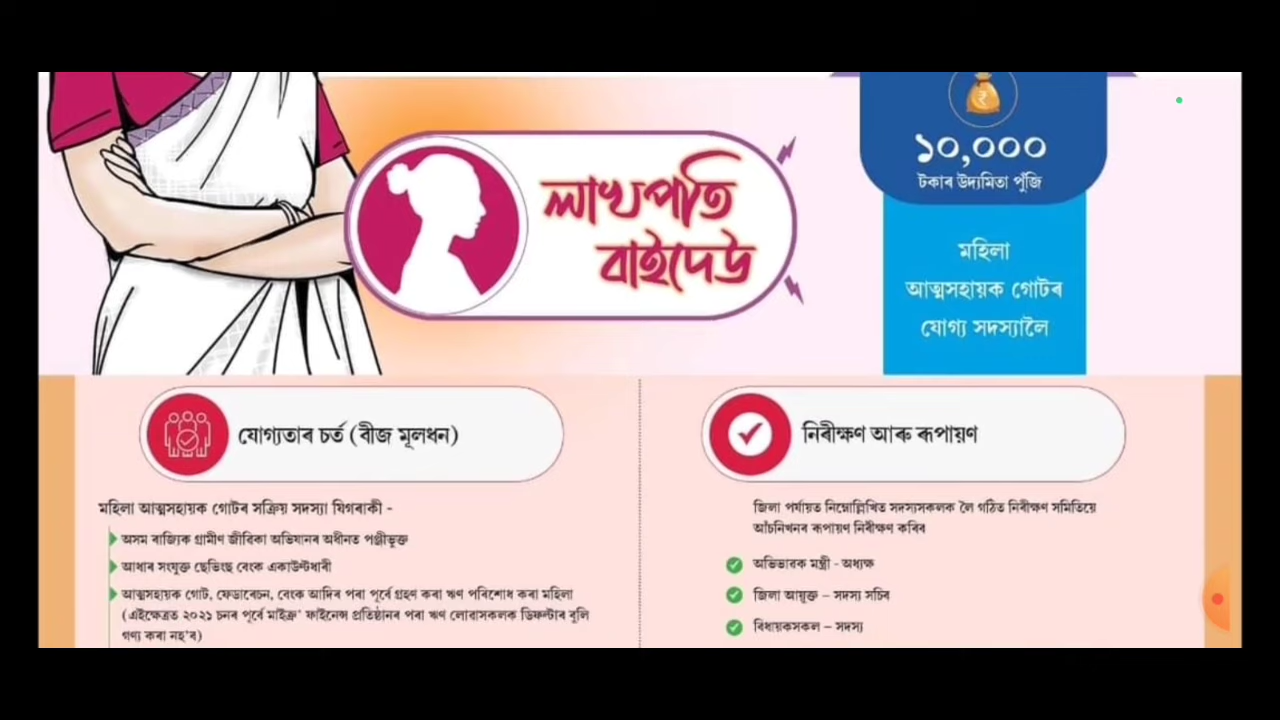 ১০,০০০
টকাৰ উদ্যমিতা পুঁজি
লাখপতি
বাইদেউ
মহিলা
আত্মসহায়ক গোটৰ
যোগ্য সদস্যালৈ
যোগ্যতাৰ চৰ্ত (বীজ মূলধন)
মহিলা আত্মসহায়ক গোটৰ সক্ৰিয় সদস্যা যিগৰাকী -
অসম ৰাজ্যিক গ্ৰামীণ জীৱিকা অভিযানৰ অধীনত পঞ্জীভুক্ত
আধাৰ সংযুক্ত ছেভিংছ বেংক একাউন্টধাৰী
আত্মসহায়ক গোট, ফেডাৰেচন, বেংক আদিৰ পৰা পূৰ্বে গ্ৰহণ কৰা ঋণ পৰিশোধ কৰা মহিলা
(এইক্ষেত্ৰত ২০২১ চনৰ পূৰ্বে মাইক্ৰ' ফাইনেন্স প্ৰতিষ্ঠানৰ পৰা ঋণ লোৱাসকলক ডিফল্টাৰ বুলি
গণ্য কৰা নহ'ব)
নিৰীক্ষণ আৰু ৰূপায়ণ
জিলা পৰ্যায়ত নিম্নোল্লিখিত সদস্যসকলক লৈ গঠিত নিৰীক্ষণ সমিতিয়ে
আঁচনিখনৰ ৰূপায়ণ নিৰীক্ষণ কৰিব
অভিভাৱক মন্ত্ৰী - অধ্যক্ষ
জিলা আয়ুক্ত – সদস্য সচিব
বিধায়কসকল – সদস্য